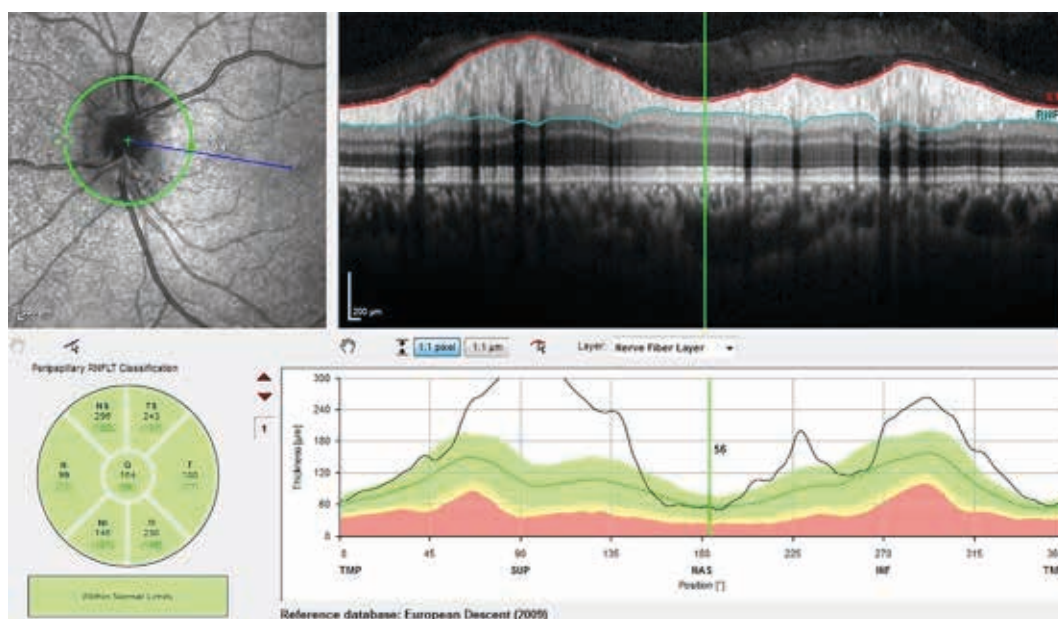 200 µm
1:1 pixel 1:1 µm Layer: Nerve Fiber Layer
Peripapillary RNFLT Classification
NS TS
N G T
NI TI
Within Normal Limits
1
Thickness [µm]
300
240
180
120
60
0
56
0 45 90 135 180 225 270 315
TMP SUP NAS INF
Position [°]
Reference database: European Descent (2009)